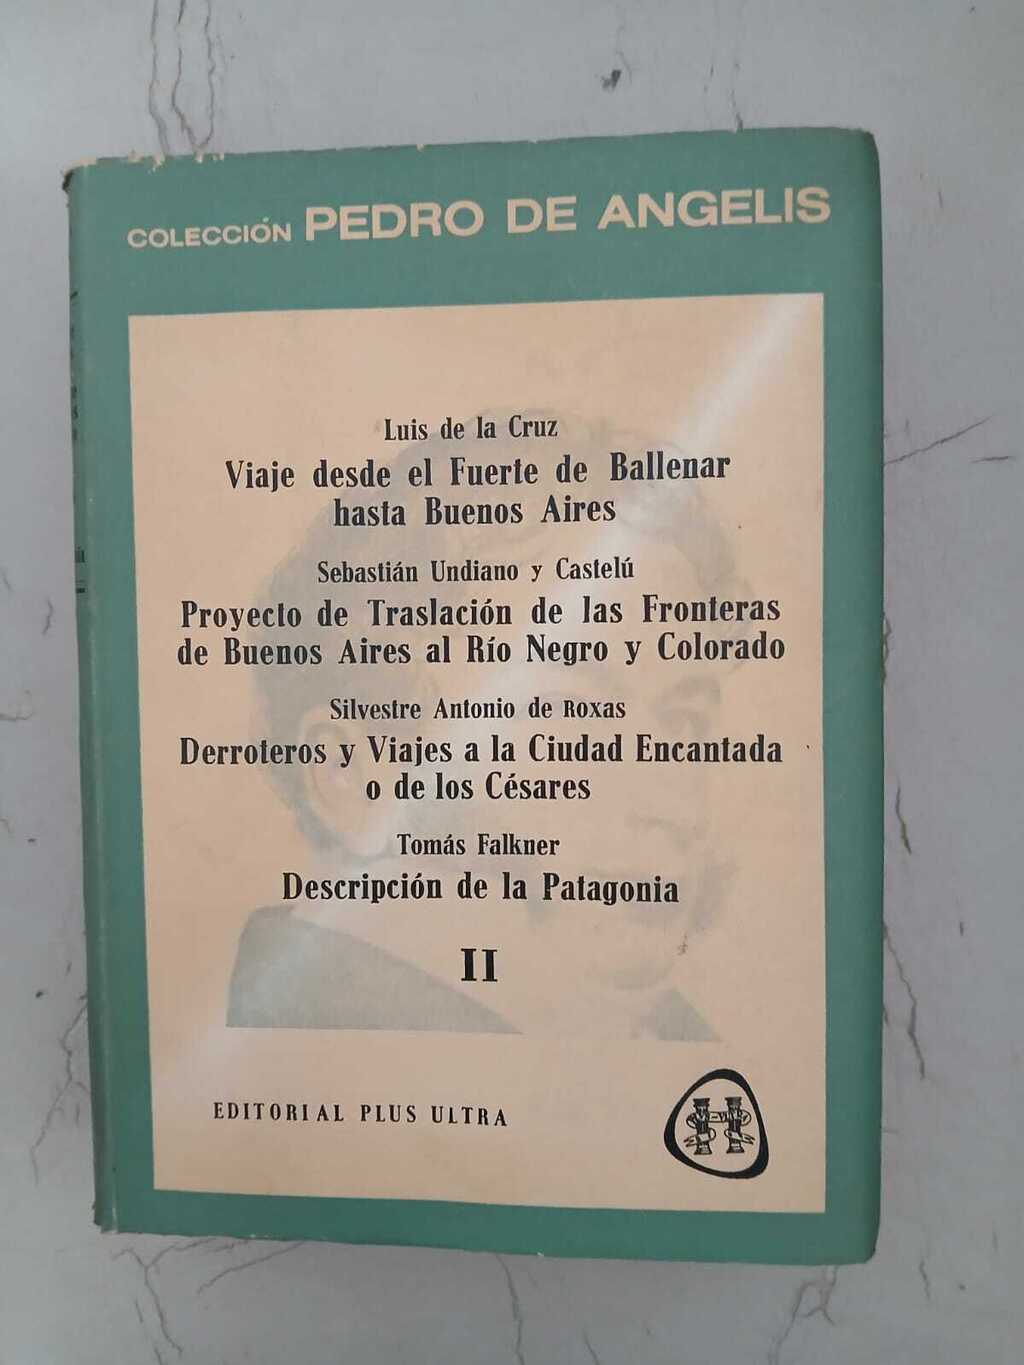 COLECCIÓN PEDRO DE ANGELIS
Luis de la Cruz
Viaje desde el Fuerte de Ballenar
hasta Buenos Aires
Sebastián Undiano y Castelú
Proyecto de Traslación de las Fronteras
de Buenos Aires al Río Negro y Colorado
Silvestre Antonio de Roxas
Derroteros y Viajes a la Ciudad Encantada
o de los Césares
Tomás Falkner
Descripción de la Patagonia
II
EDITORIAL PLUS ULTRA